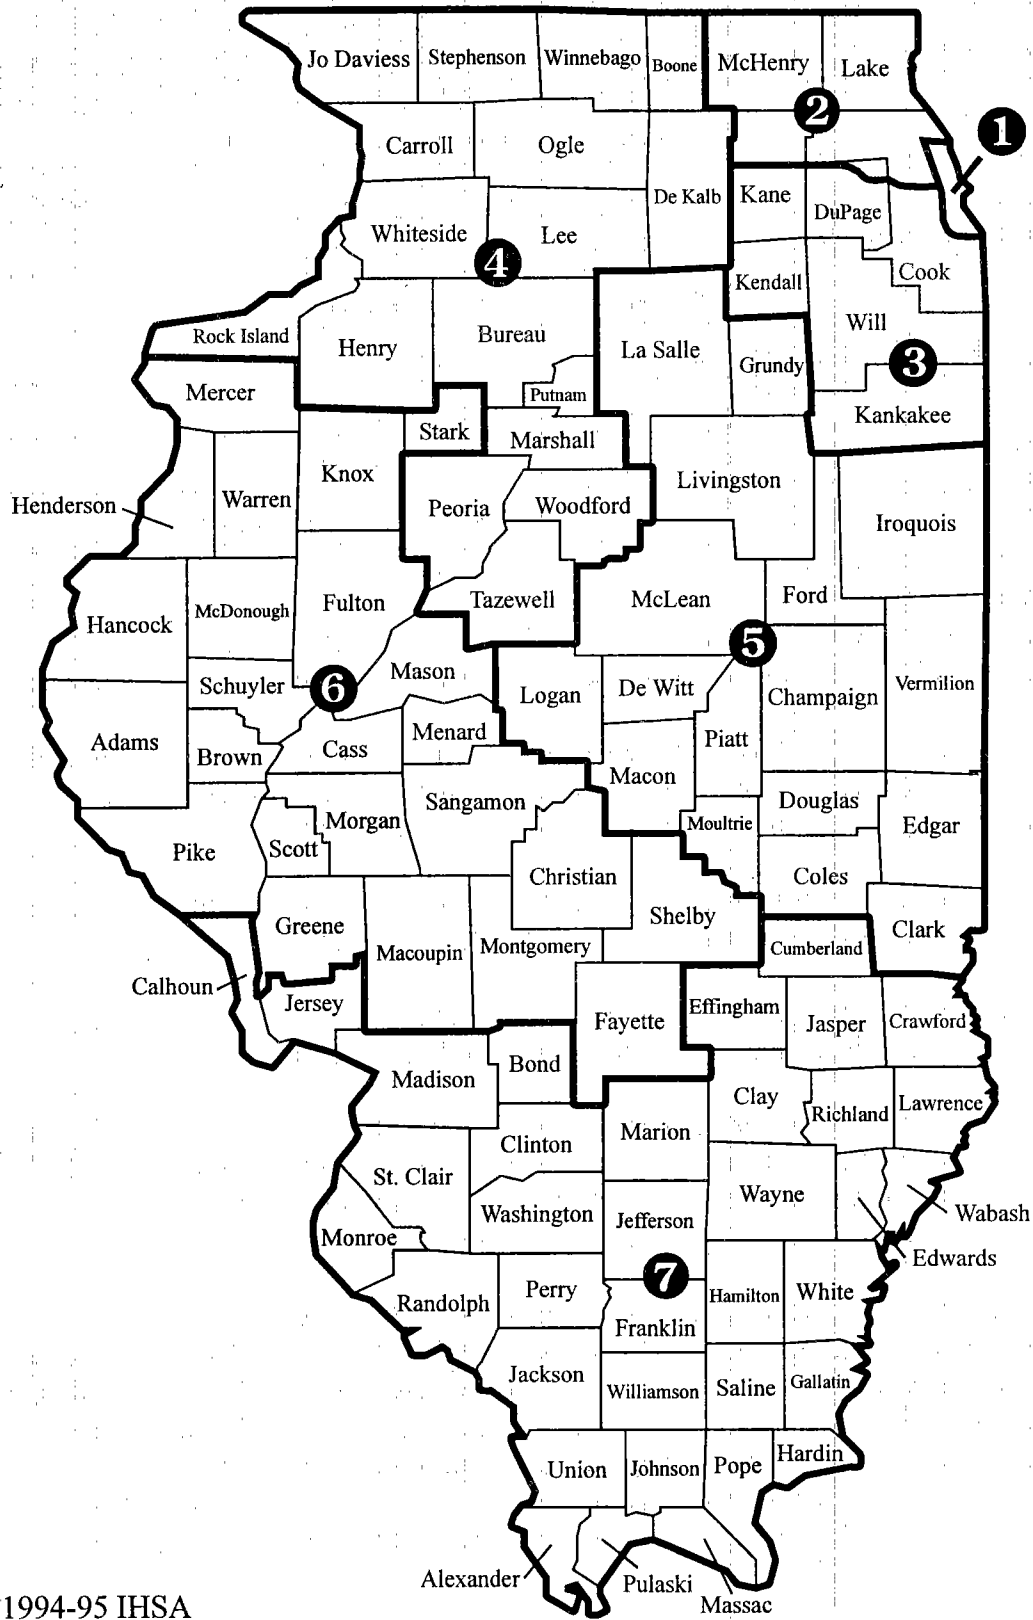 Jo Daviess
Stephenson
Winnebago
Boone
McHenry
Lake
2
1
Carroll
Ogle
De Kalb
Kane
DuPage
Whiteside
Lee
4
Cook
Kendall
Rock Island
Henry
Bureau
La Salle
Will
Grundy
3
Mercer
Putnam
Kankakee
Stark
Marshall
Knox
Livingston
Henderson
Warren
Peoria
Woodford
Iroquois
Hancock
McDonough
Fulton
Tazewell
McLean
Ford
5
Schuyler
6
Mason
Logan
De Witt
Champaign
Vermilion
Adams
Brown
Cass
Menard
Piatt
Macon
Sangamon
Douglas
Pike
Scott
Morgan
Moultrie
Edgar
Christian
Coles
Greene
Shelby
Macoupin
Montgomery
Cumberland
Clark
Calhoun
Jersey
Fayette
Effingham
Jasper
Crawford
Madison
Bond
Clay
Richland
Lawrence
Clinton
Marion
St. Clair
Wayne
Washington
Jefferson
Wabash
Monroe
Edwards
7
Randolph
Perry
Hamilton
White
Franklin
Jackson
Williamson
Saline
Gallatin
Union
Johnson
Pope
Hardin
Alexander
Pulaski
Massac
1994-95 IHSA